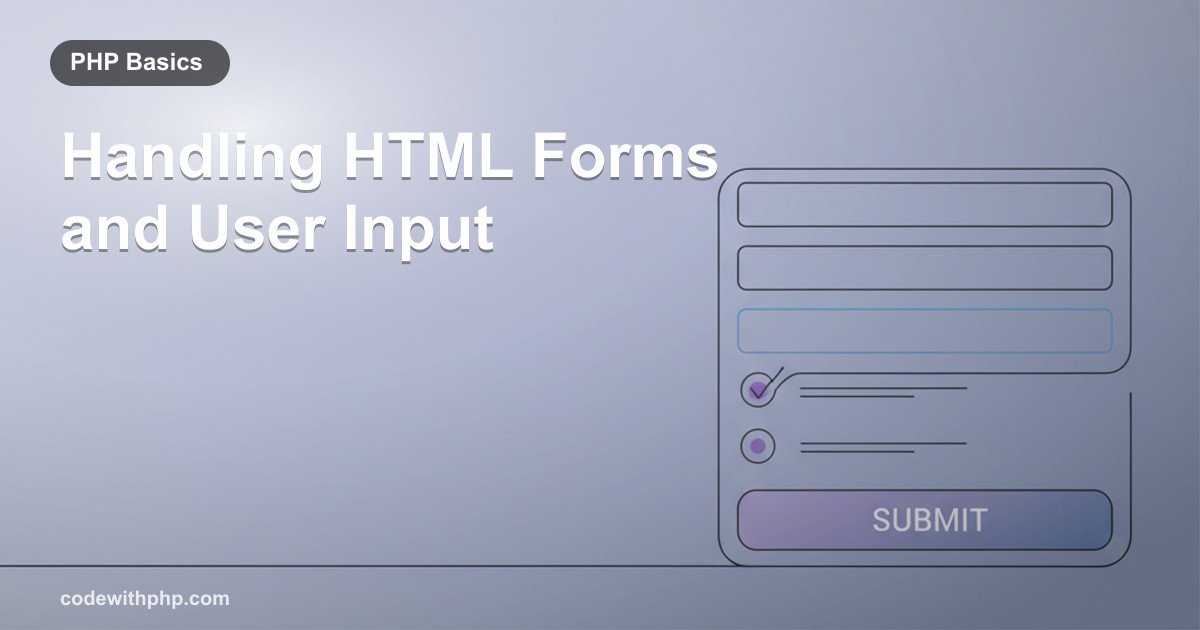 PHP Basics
Handling HTML Forms
and User Input
SUBMIT
codewithphp.com